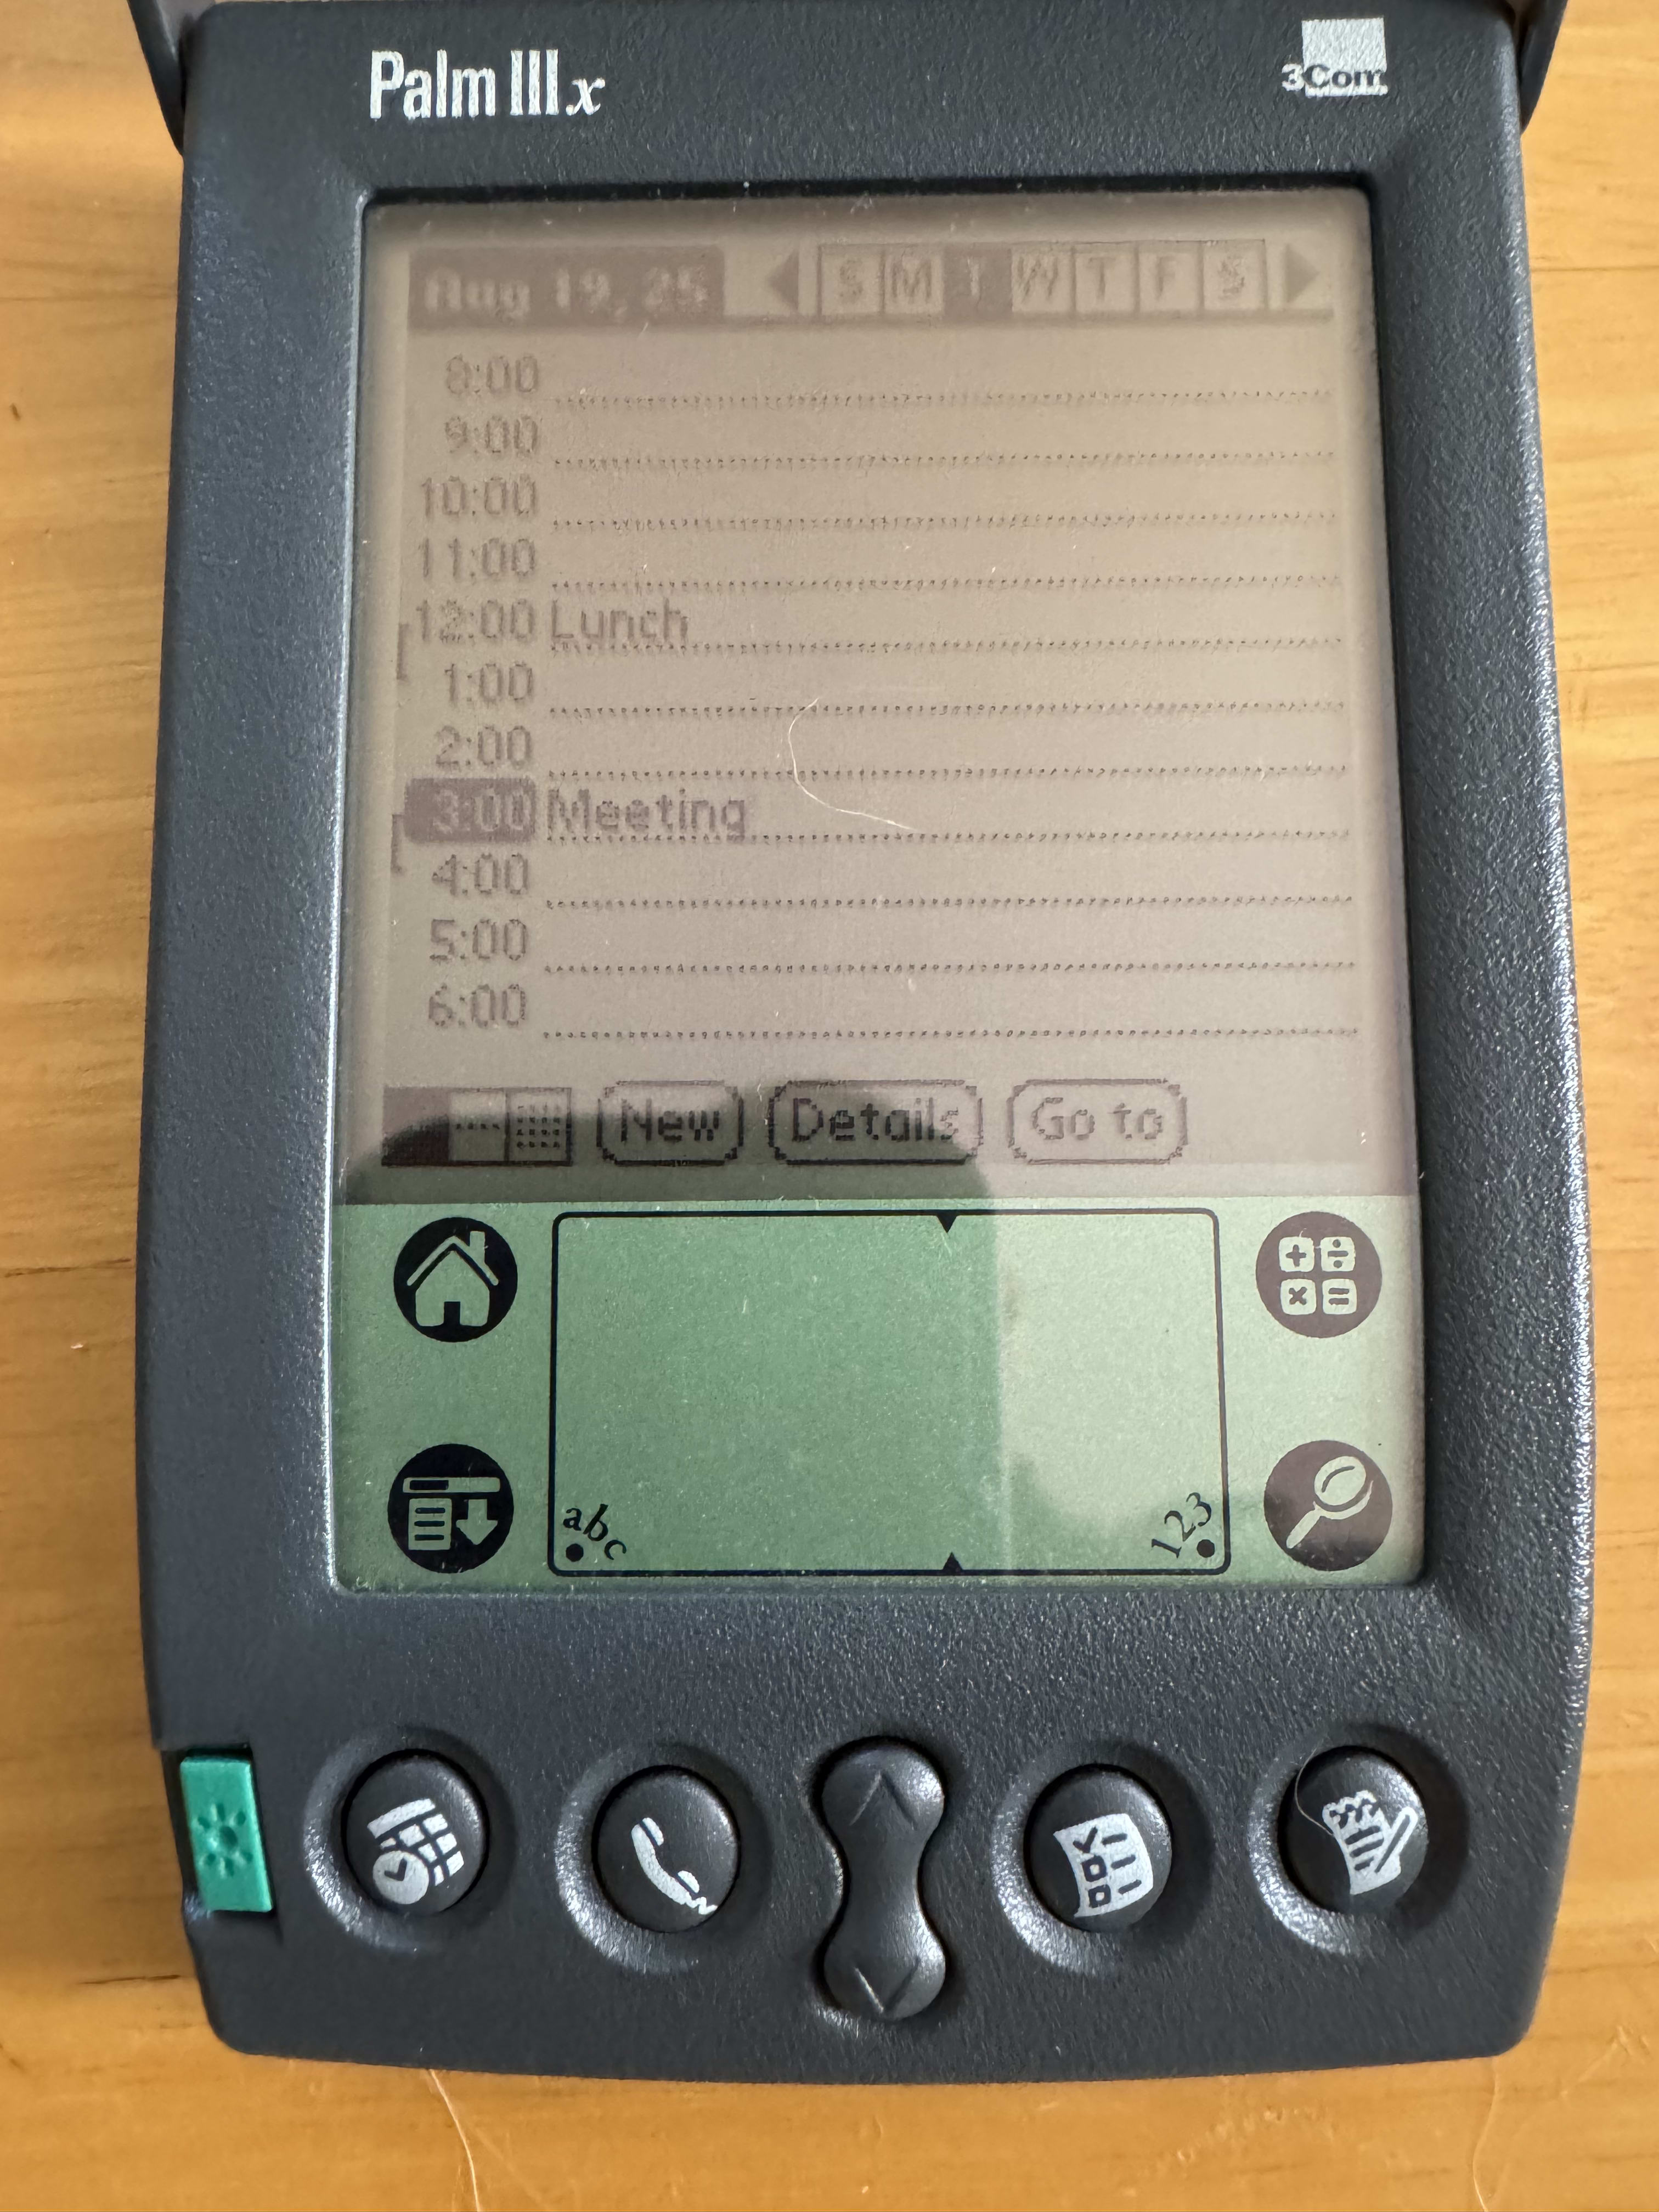 Palm IIIx 3Com
Aug 19, 25 S M T W T F S
8:00
9:00
10:00
11:00
12:00 Lunch
1:00
2:00
3:00 Meeting
4:00
5:00
6:00
New Details Go to
abc 123